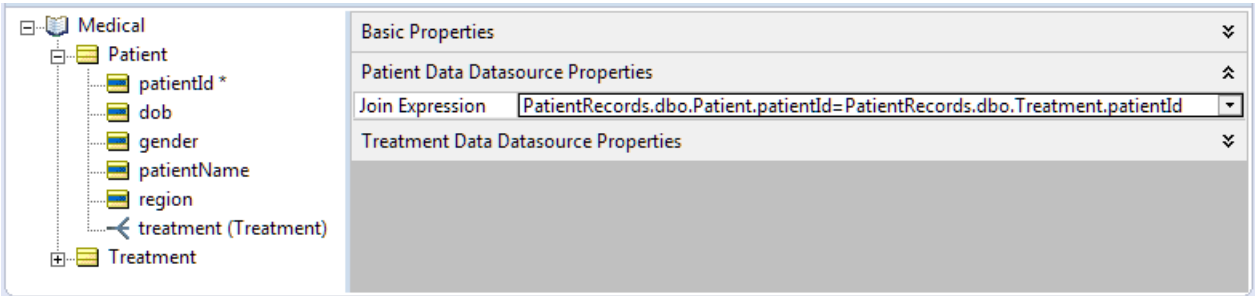 Medical
Patient
patientId *
dob
gender
patientName
region
treatment (Treatment)
Treatment
Basic Properties
Patient Data Datasource Properties
Join Expression PatientRecords.dbo.Patient.patientId=PatientRecords.dbo.Treatment.patientId
Treatment Data Datasource Properties